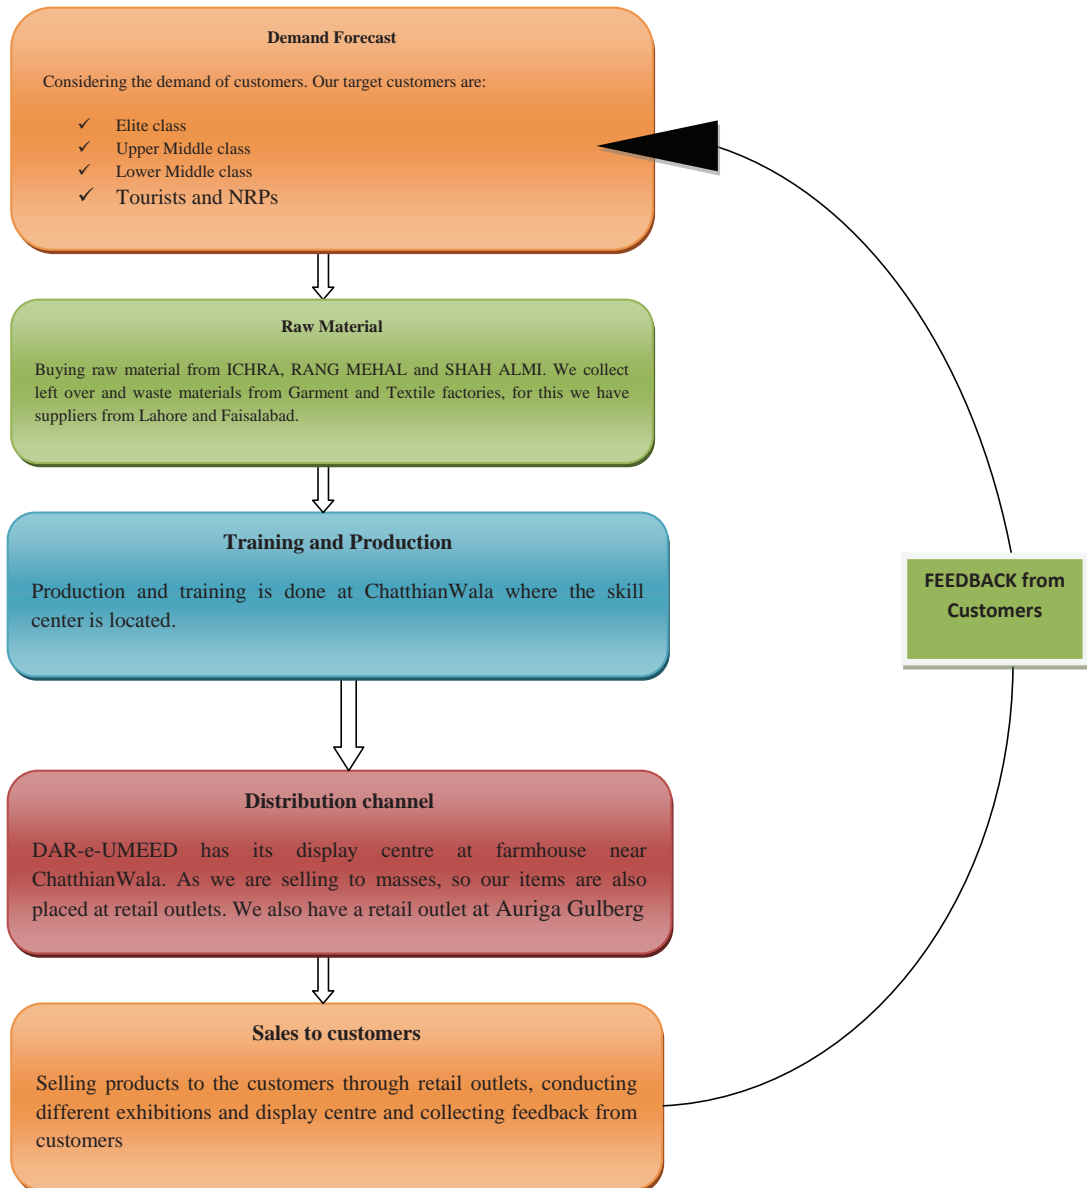 Demand Forecast
Considering the demand of customers. Our target customers are:
✓ Elite class
✓ Upper Middle class
✓ Lower Middle class
✓ Tourists and NRPs
Raw Material
Buying raw material from ICHRA, RANG MEHAL and SHAH ALMI. We collect
left over and waste materials from Garment and Textile factories, for this we have
suppliers from Lahore and Faisalabad.
Training and Production
Production and training is done at ChatthianWala where the skill
center is located.
FEEDBACK from
Customers
Distribution channel
DAR-e-UMEED has its display centre at farmhouse near
ChatthianWala. As we are selling to masses, so our items are also
placed at retail outlets. We also have a retail outlet at Auriga Gulberg
Sales to customers
Selling products to the customers through retail outlets, conducting
different exhibitions and display centre and collecting feedback from
customers